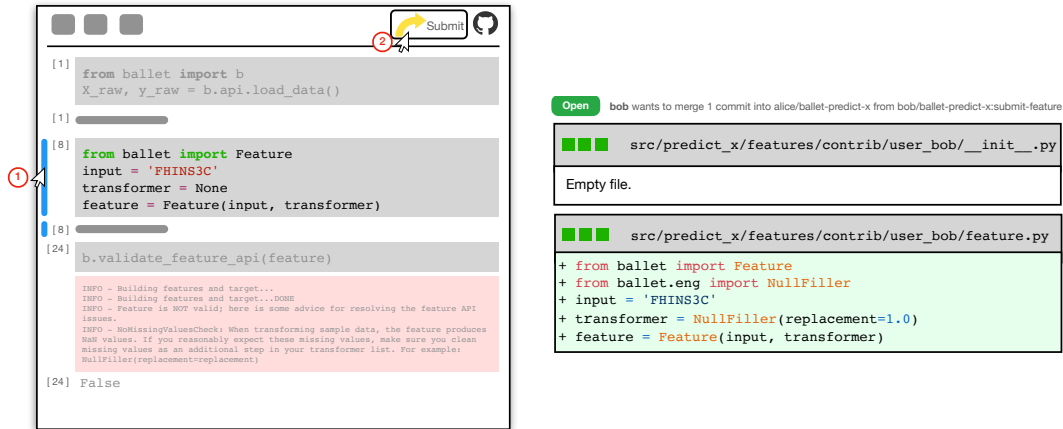 Submit
2
[1]
from ballet import b
X_raw, y_raw = b.api.load_data()
[1]
[8]
1
from ballet import Feature
input = 'FHINS3C'
transformer = None
feature = Feature(input, transformer)
[8]
[24]
b.validate_feature_api(feature)
INFO - Building features and target...
INFO - Building features and target...DONE
INFO - Feature is NOT valid; here is some advice for resolving the feature API
issues.
INFO - NoMissingValuesCheck: When transforming sample data, the feature produces
NaN values. If you reasonably expect these missing values, make sure you clean
missing values as an additional step in your transformer list. For example:
NullFiller(replacement=replacement)
[24] False
Open bob wants to merge 1 commit into alice/ballet-predict-x from bob/ballet-predict-x:submit-feature
src/predict_x/features/contrib/user_bob/__init__.py
Empty file.
src/predict_x/features/contrib/user_bob/feature.py
+ from ballet import Feature
+ from ballet.eng import NullFiller
+ input = 'FHINS3C'
+ transformer = NullFiller(replacement=1.0)
+ feature = Feature(input, transformer)